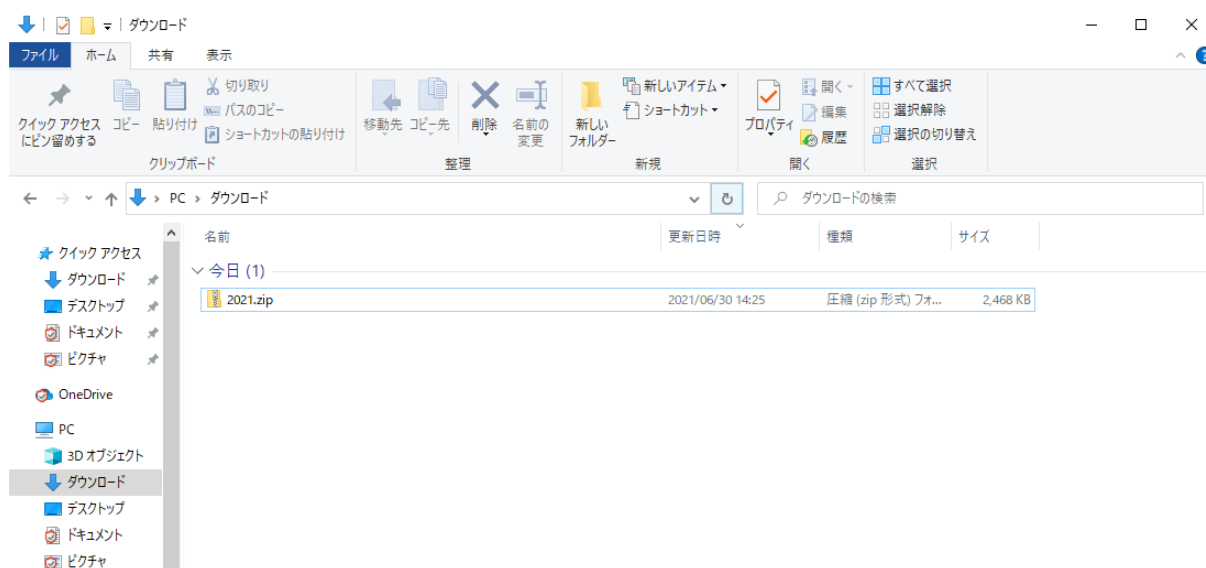 ダウンロード
ファイル ホーム 共有 表示
クイック アクセス
にピン留めする
コピー
貼り付け
切り取り
パスのコピー
ショートカットの貼り付け
クリップボード
移動先
コピー先
削除
名前の
変更
整理
新しい
フォルダー
新しいアイテム
ショートカット
新規
プロパティ
開く
編集
履歴
開く
すべて選択
選択解除
選択の切り替え
選択
PC › ダウンロード
ダウンロードの検索
名前 更新日時 種類 サイズ
今日 (1)
2021.zip 2021/06/30 14:25 圧縮 (zip 形式) フォ... 2,468 KB
クイック アクセス
ダウンロード
デスクトップ
ドキュメント
ピクチャ
OneDrive
PC
3D オブジェクト
ダウンロード
デスクトップ
ドキュメント
ピクチャ